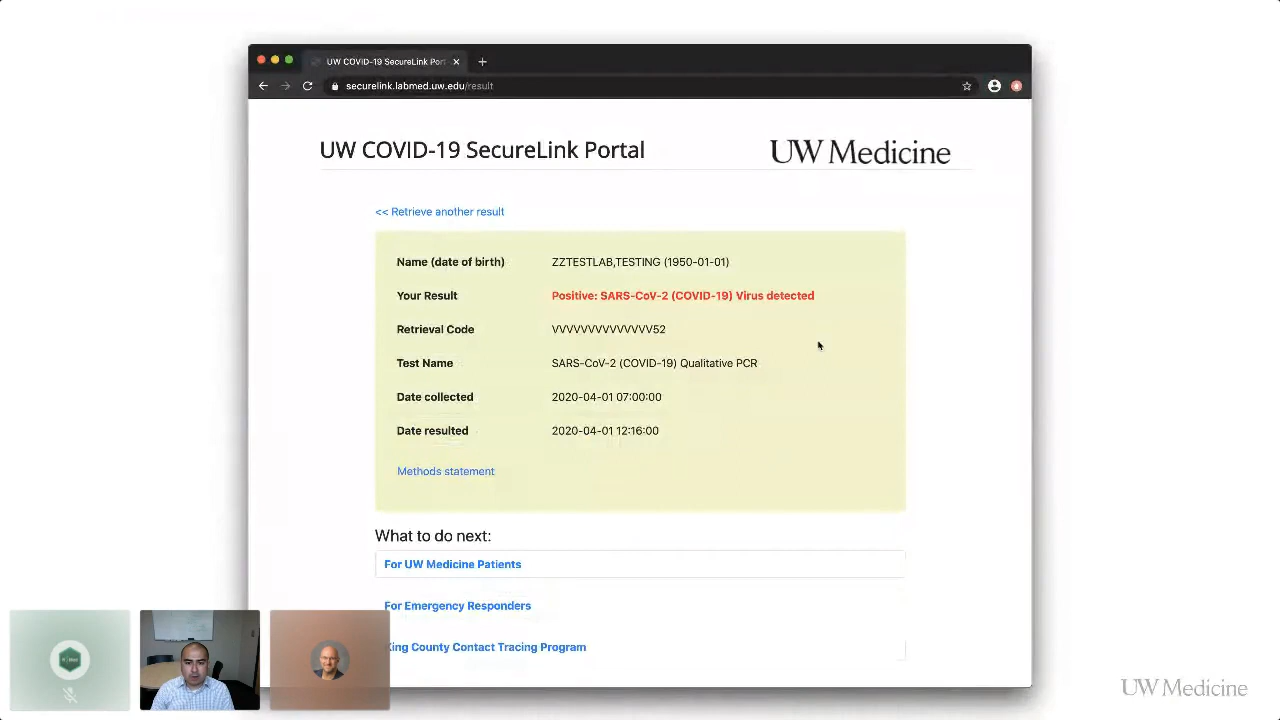 UW COVID-19 SecureLink Port
securelink.labmed.uw.edu/result
UW COVID-19 SecureLink Portal
UW Medicine
<< Retrieve another result
Name (date of birth) ZZTESTLAB,TESTING (1950-01-01)
Your Result Positive: SARS-CoV-2 (COVID-19) Virus detected
Retrieval Code VVVVVVVVVVVVVV52
Test Name SARS-CoV-2 (COVID-19) Qualitative PCR
Date collected 2020-04-01 07:00:00
Date resulted 2020-04-01 12:16:00
Methods statement
What to do next:
For UW Medicine Patients
For Emergency Responders
King County Contact Tracing Program
UW Medicine